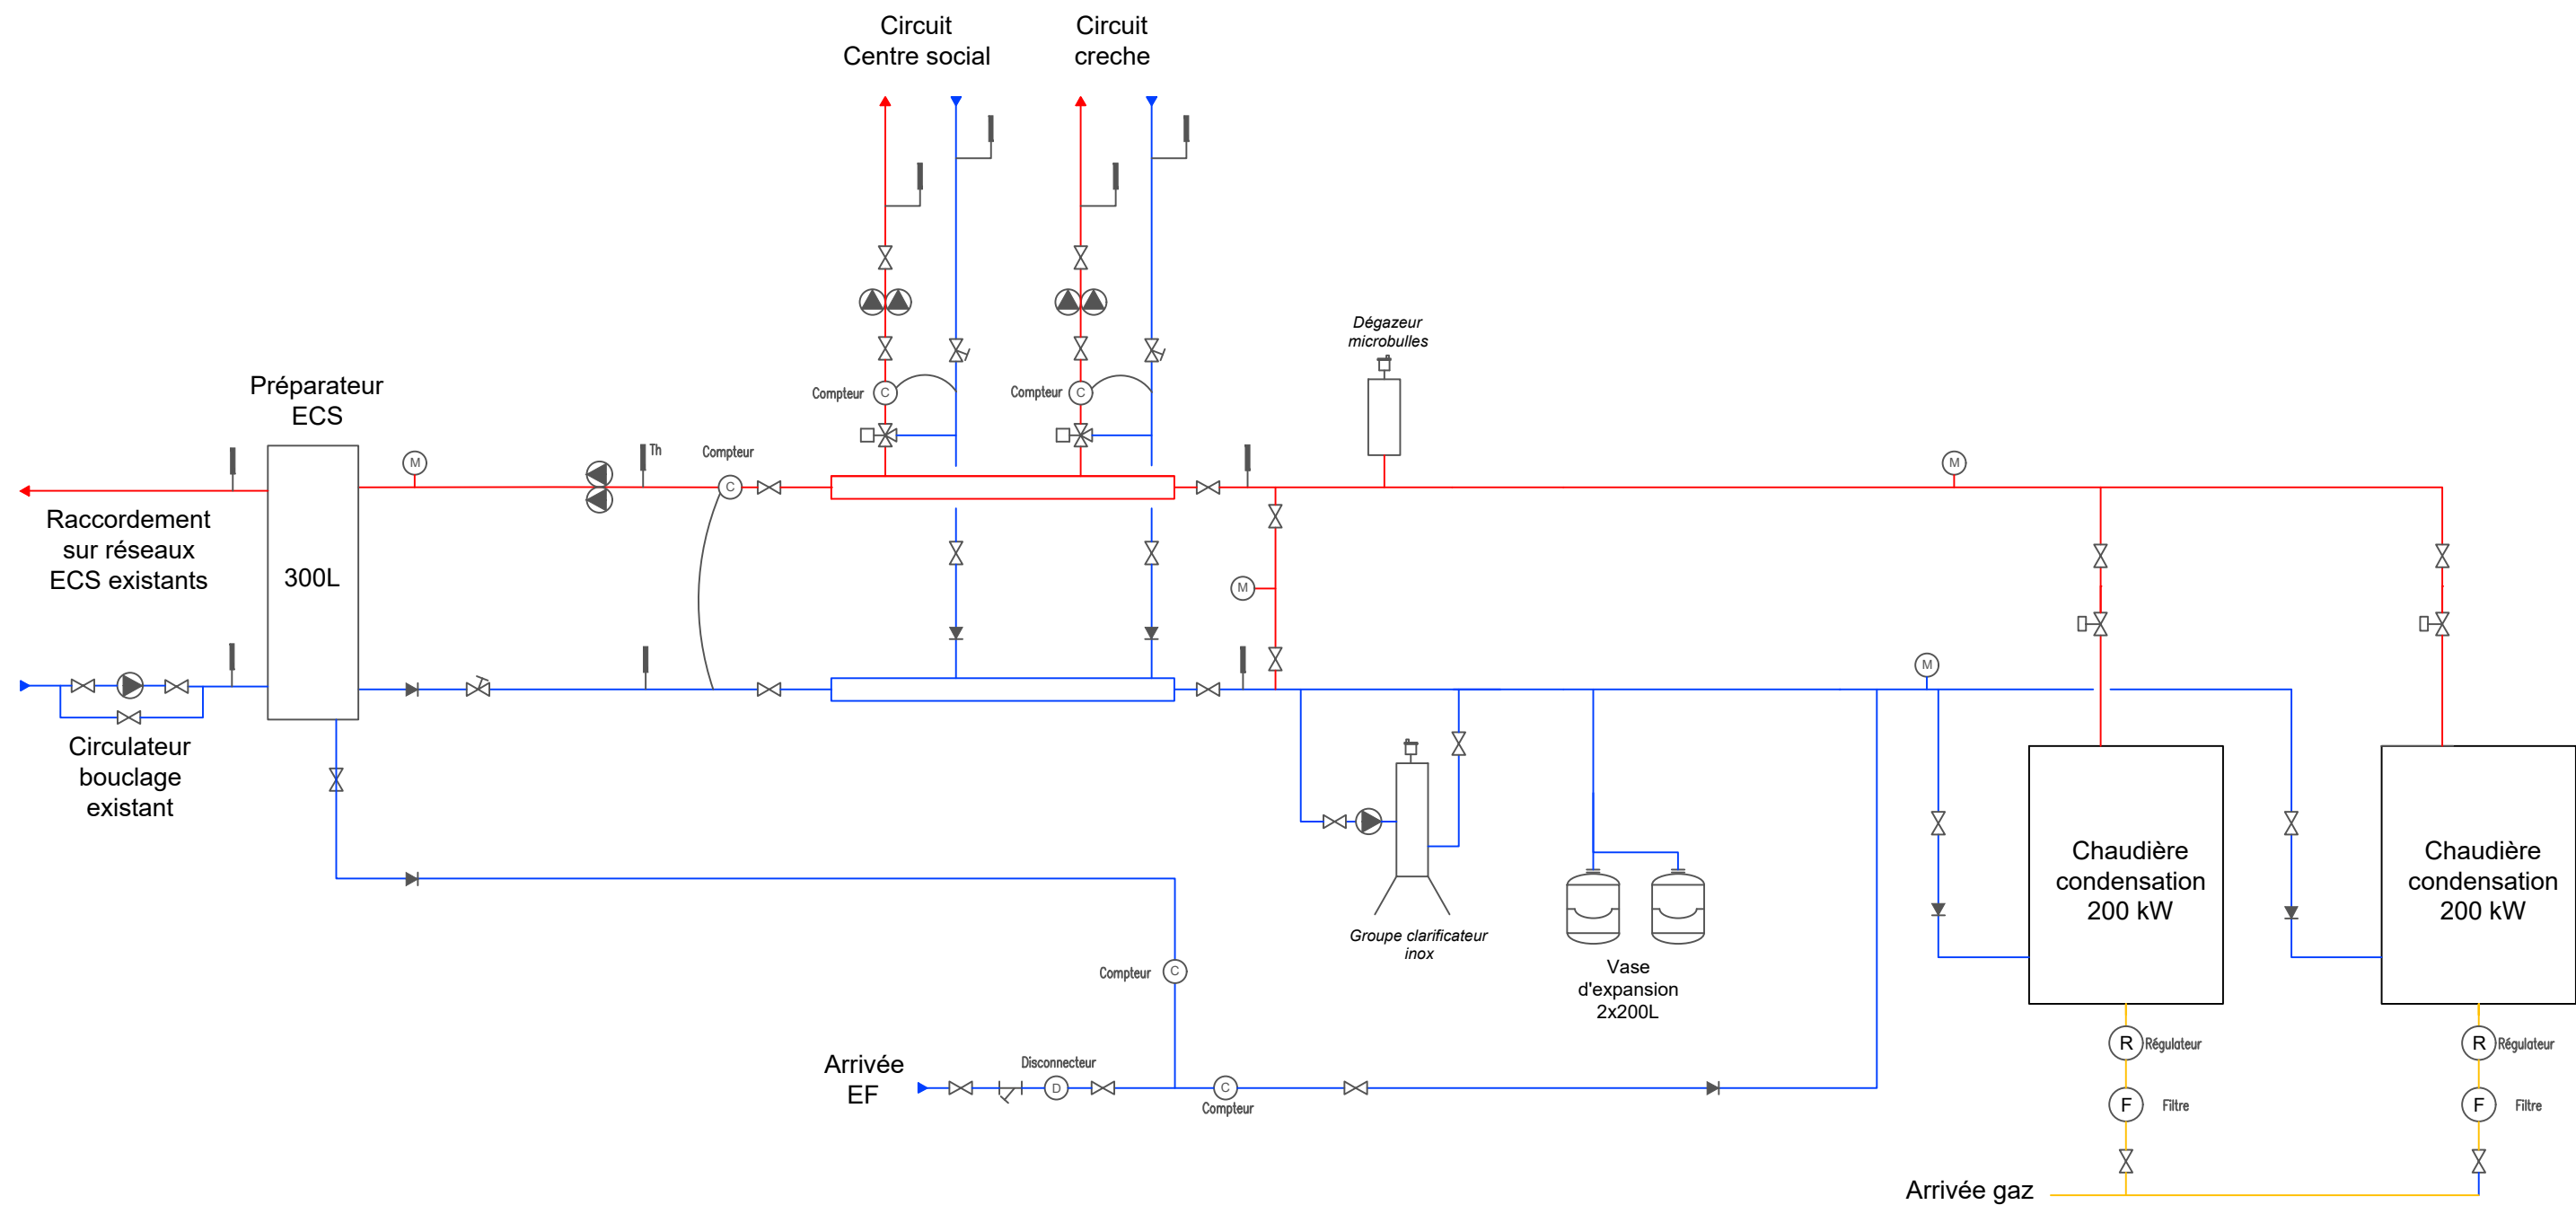 Circuit
Centre social
Circuit
creche
Dégazeur
microbulles
Préparateur
ECS
Compteur
C
Compteur
C
M
Th
Compteur
C
M
Raccordement
sur réseaux
ECS existants
300L
M
M
Circulateur
bouclage
existant
Chaudière
condensation
200 kW
Chaudière
condensation
200 kW
Groupe clarificateur
inox
Vase
d'expansion
2x200L
Compteur
C
Arrivée
EF
Disconnecteur
D
C
Compteur
R
Régulateur
R
Régulateur
F
Filtre
F
Filtre
Arrivée gaz